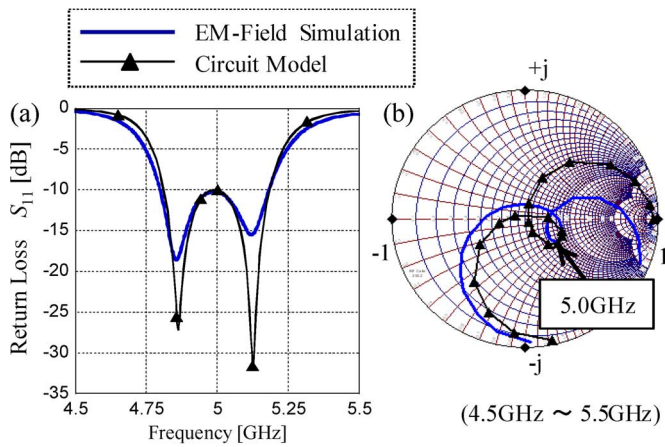 EM-Field Simulation
Circuit Model
(a)
0
-5
-10
-15
-20
-25
-30
-35
Return Loss S11 [dB]
4.5 4.75 5 5.25 5.5
Frequency [GHz]
(b)
+j
-1
1
-j
5.0GHz
(4.5GHz ~ 5.5GHz)